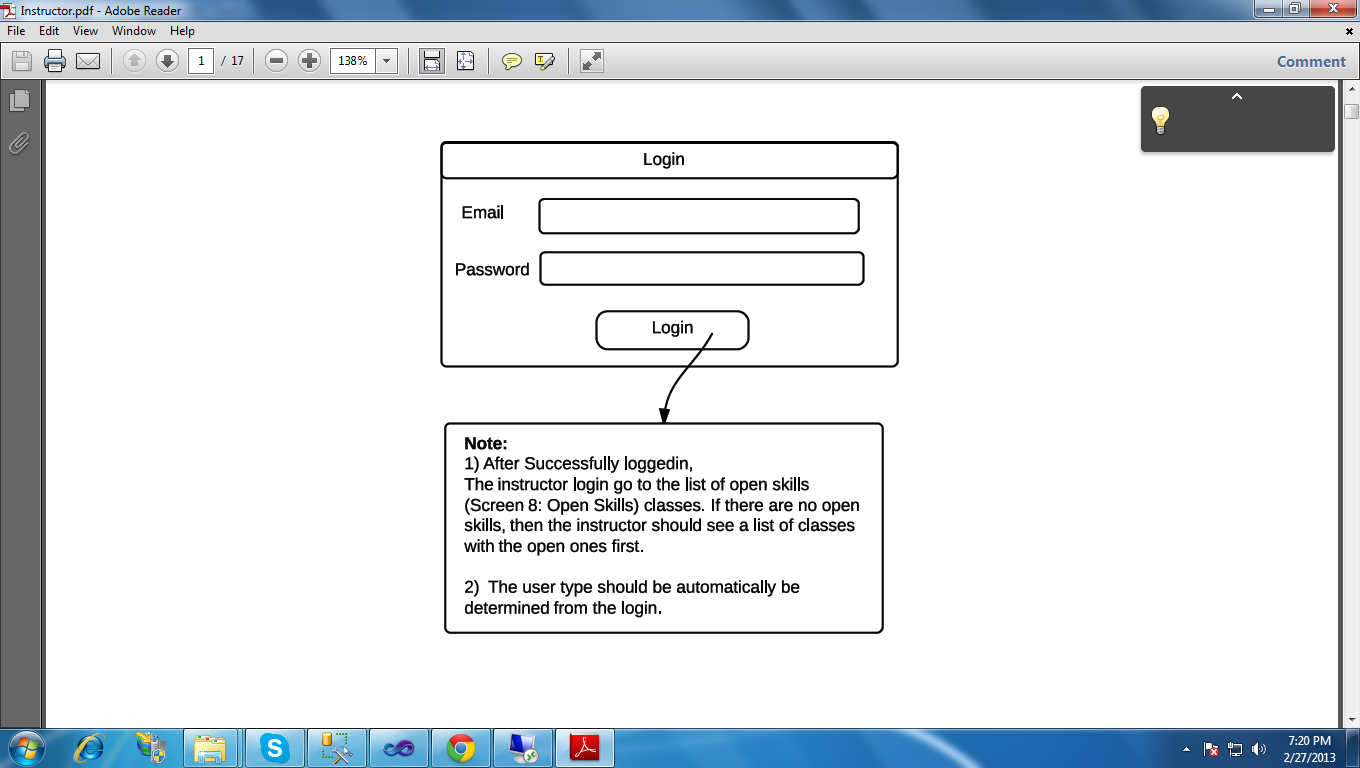 Instructor.pdf - Adobe Reader
File Edit View Window Help
1 / 17 138% Comment
Login
Email
Password
Login
Note:
1) After Successfully loggedin,
The instructor login go to the list of open skills
(Screen 8: Open Skills) classes. If there are no open
skills, then the instructor should see a list of classes
with the open ones first.
2) The user type should be automatically be
determined from the login.
7:20 PM
2/27/2013